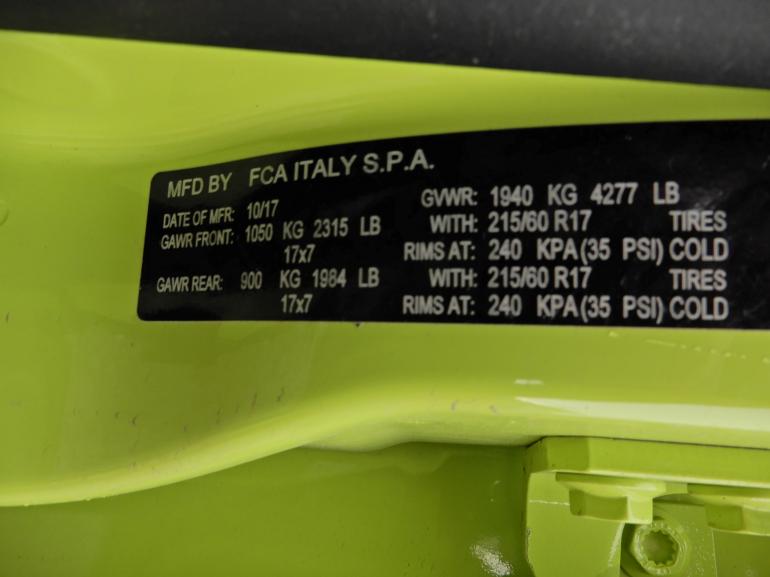 MFD BY FCA ITALY S.P.A.
DATE OF MFR: 10/17 GVWR: 1940 KG 4277 LB
GAWR FRONT: 1050 KG 2315 LB WITH: 215/60 R17 TIRES
17x7 RIMS AT: 240 KPA(35 PSI) COLD
GAWR REAR: 900 KG 1984 LB WITH: 215/60 R17 TIRES
17x7 RIMS AT: 240 KPA(35 PSI) COLD